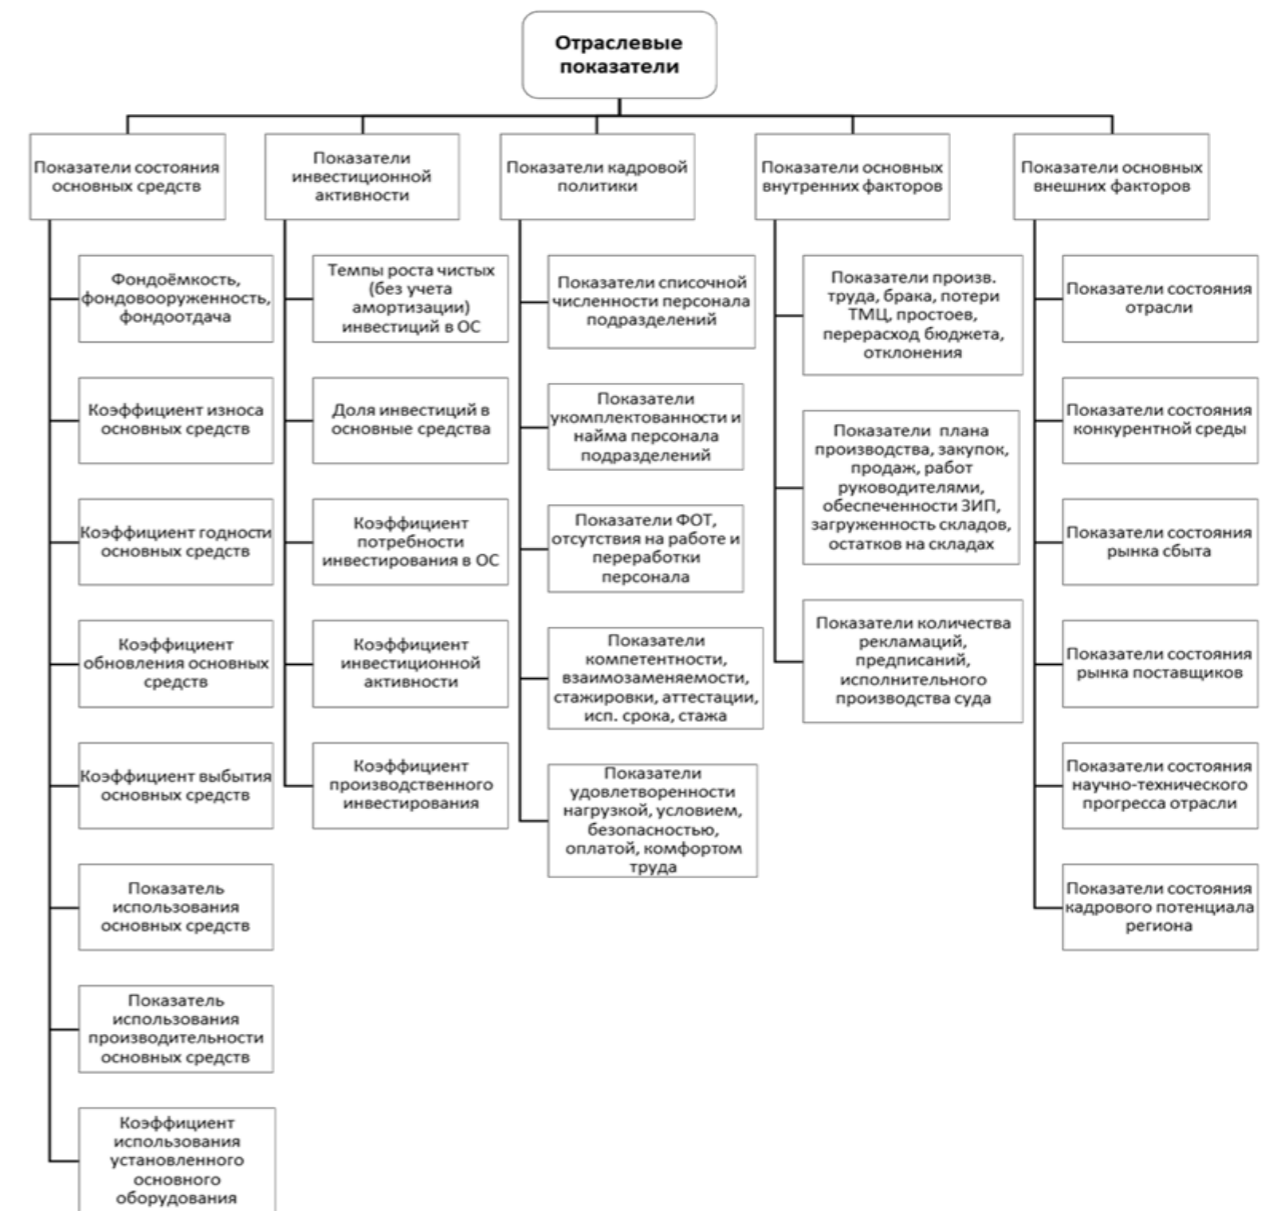 Отраслевые
показатели
Показатели состояния
основных средств
Фондоёмкость,
фондовооруженность,
фондоотдача
Коэффициент износа
основных средств
Коэффициент годности
основных средств
Коэффициент
обновления основных
средств
Коэффициент выбытия
основных средств
Показатель
использования
основных средств
Показатель
использования
производительности
основных средств
Коэффициент
использования
установленного
основного
оборудования
Показатели
инвестиционной
активности
Темпы роста чистых
(без учета
амортизации)
инвестиций в ОС
Доля инвестиций в
основные средства
Коэффициент
потребности
инвестирования в ОС
Коэффициент
инвестиционной
активности
Коэффициент
производственного
инвестирования
Показатели кадровой
политики
Показатели списочной
численности персонала
подразделений
Показатели
укомплектованности и
найма персонала
подразделений
Показатели ФОТ,
отсутствия на работе и
переработки
персонала
Показатели
компетентности,
взаимозаменяемости,
стажировки, аттестации,
исп. срока, стажа
Показатели
удовлетворенности
нагрузкой, условием,
безопасностью,
оплатой, комфортом
труда
Показатели основных
внутренних факторов
Показатели произв.
труда, брака, потери
ТМЦ, простоев,
перерасход бюджета,
отклонения
Показатели плана
производства, закупок,
продаж, работ
руководителями,
обеспеченности ЗИП,
загруженность складов,
остатков на складах
Показатели количества
рекламаций,
предписаний,
исполнительного
производства суда
Показатели основных
внешних факторов
Показатели состояния
отрасли
Показатели состояния
конкурентной среды
Показатели состояния
рынка сбыта
Показатели состояния
рынка поставщиков
Показатели состояния
научно-технического
прогресса отрасли
Показатели состояния
кадрового потенциала
региона